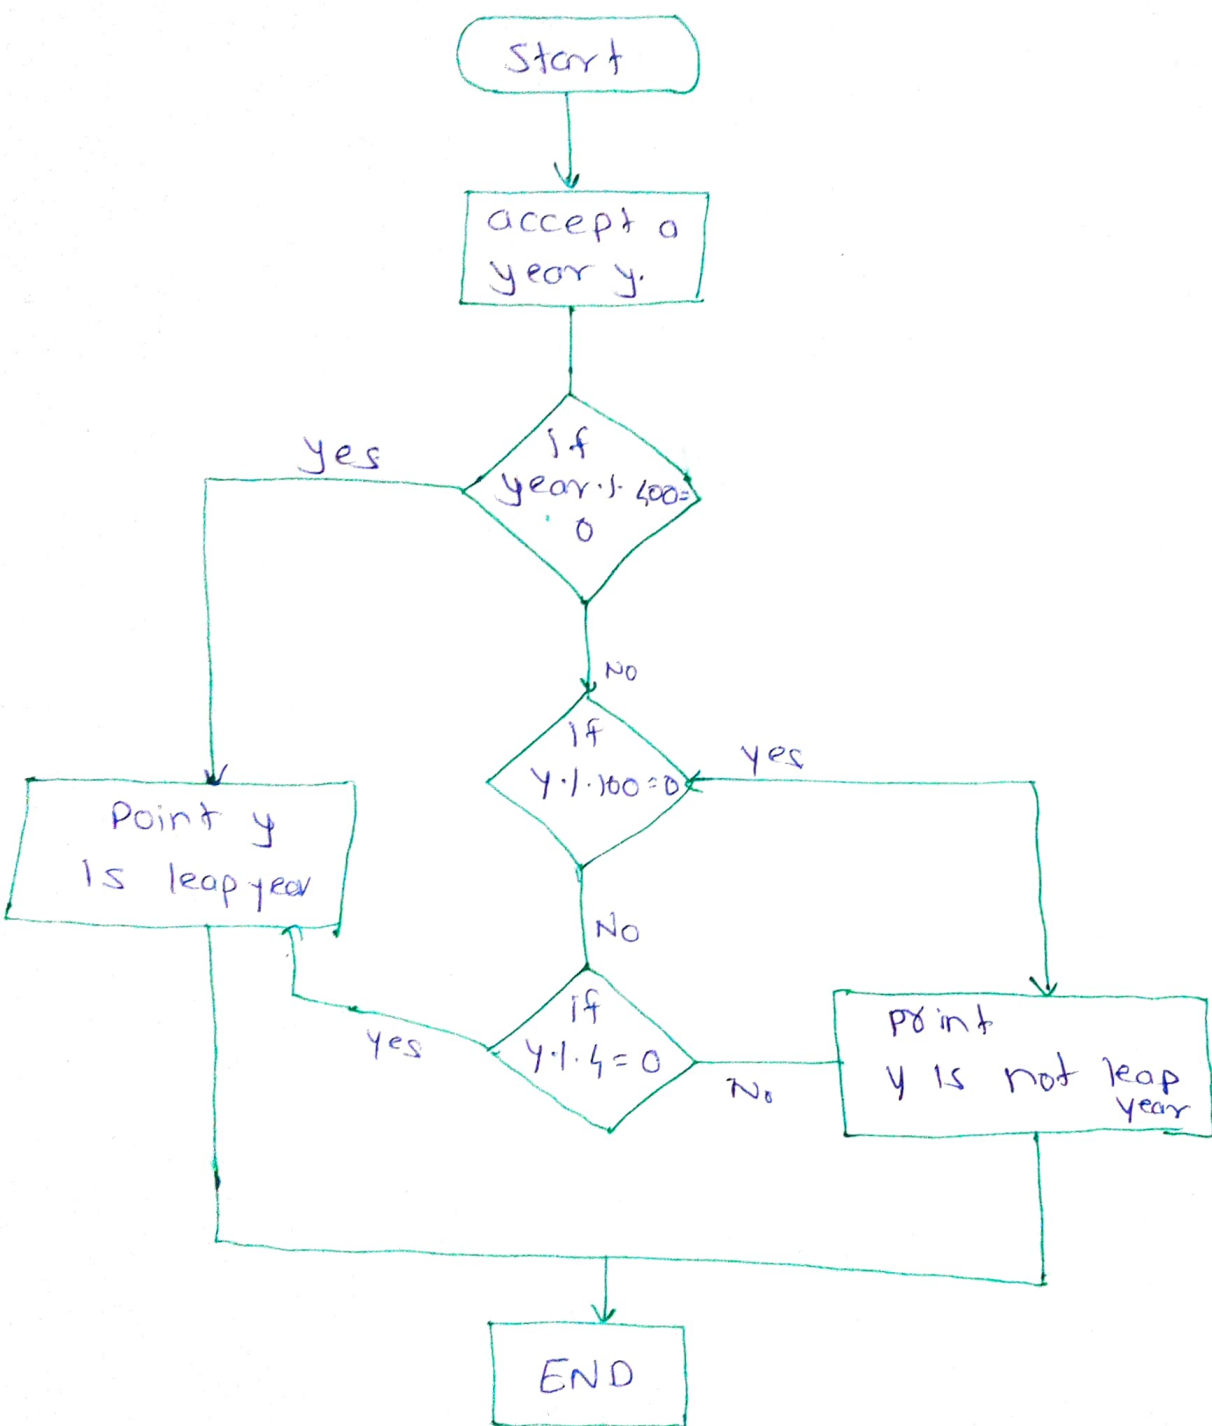 Start
accept a
year y.
if
year % 400=
0
yes
NO
if
Y % 100=0
yes
Point y
is leap year
NO
if
Y % 4 = 0
yes
No
print
y is not leap
year
END